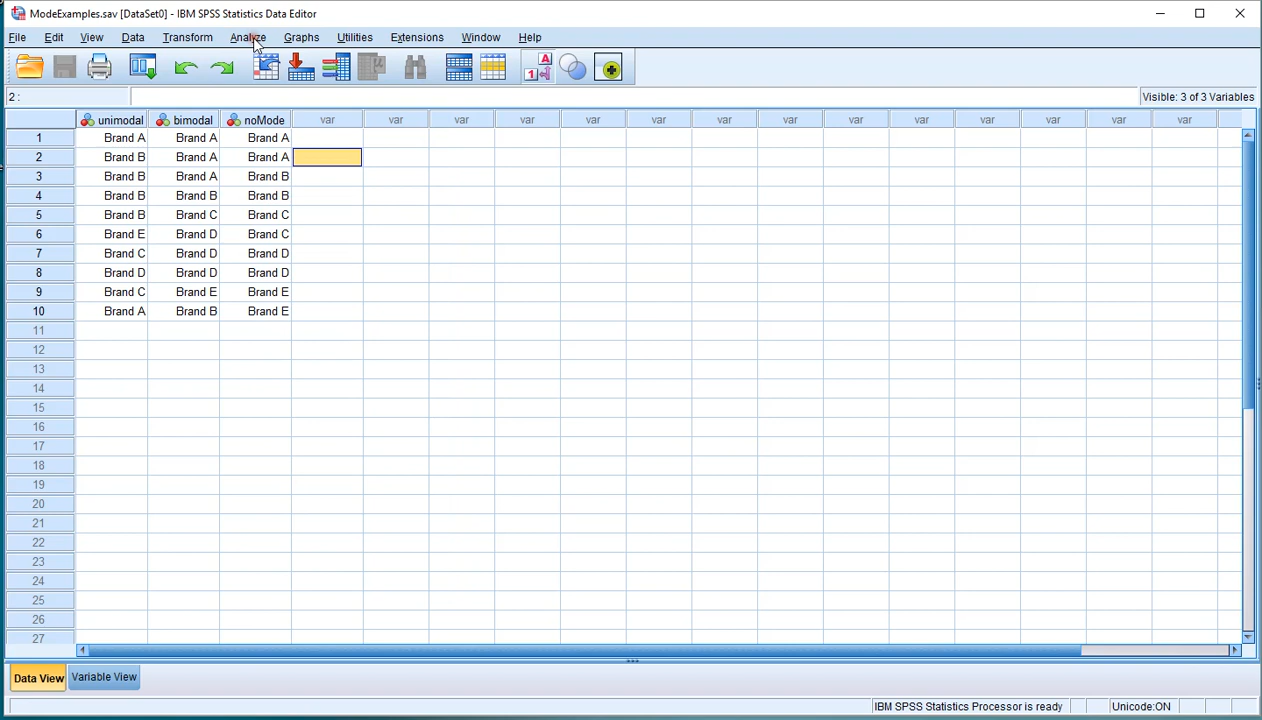 ModeExamples.sav [DataSet0] - IBM SPSS Statistics Data Editor
File Edit View Data Transform Analyze Graphs Utilities Extensions Window Help
2 : Visible: 3 of 3 Variables
unimodal bimodal noMode var var var var var var var var var var var var var var
1 Brand A Brand A Brand A
2 Brand B Brand A Brand A
3 Brand B Brand A Brand B
4 Brand B Brand B Brand B
5 Brand B Brand C Brand C
6 Brand E Brand D Brand C
7 Brand C Brand D Brand D
8 Brand D Brand D Brand D
9 Brand C Brand E Brand E
10 Brand A Brand B Brand E
11
12
13
14
15
16
17
18
19
20
21
22
23
24
25
26
27
Data View Variable View
IBM SPSS Statistics Processor is ready Unicode:ON